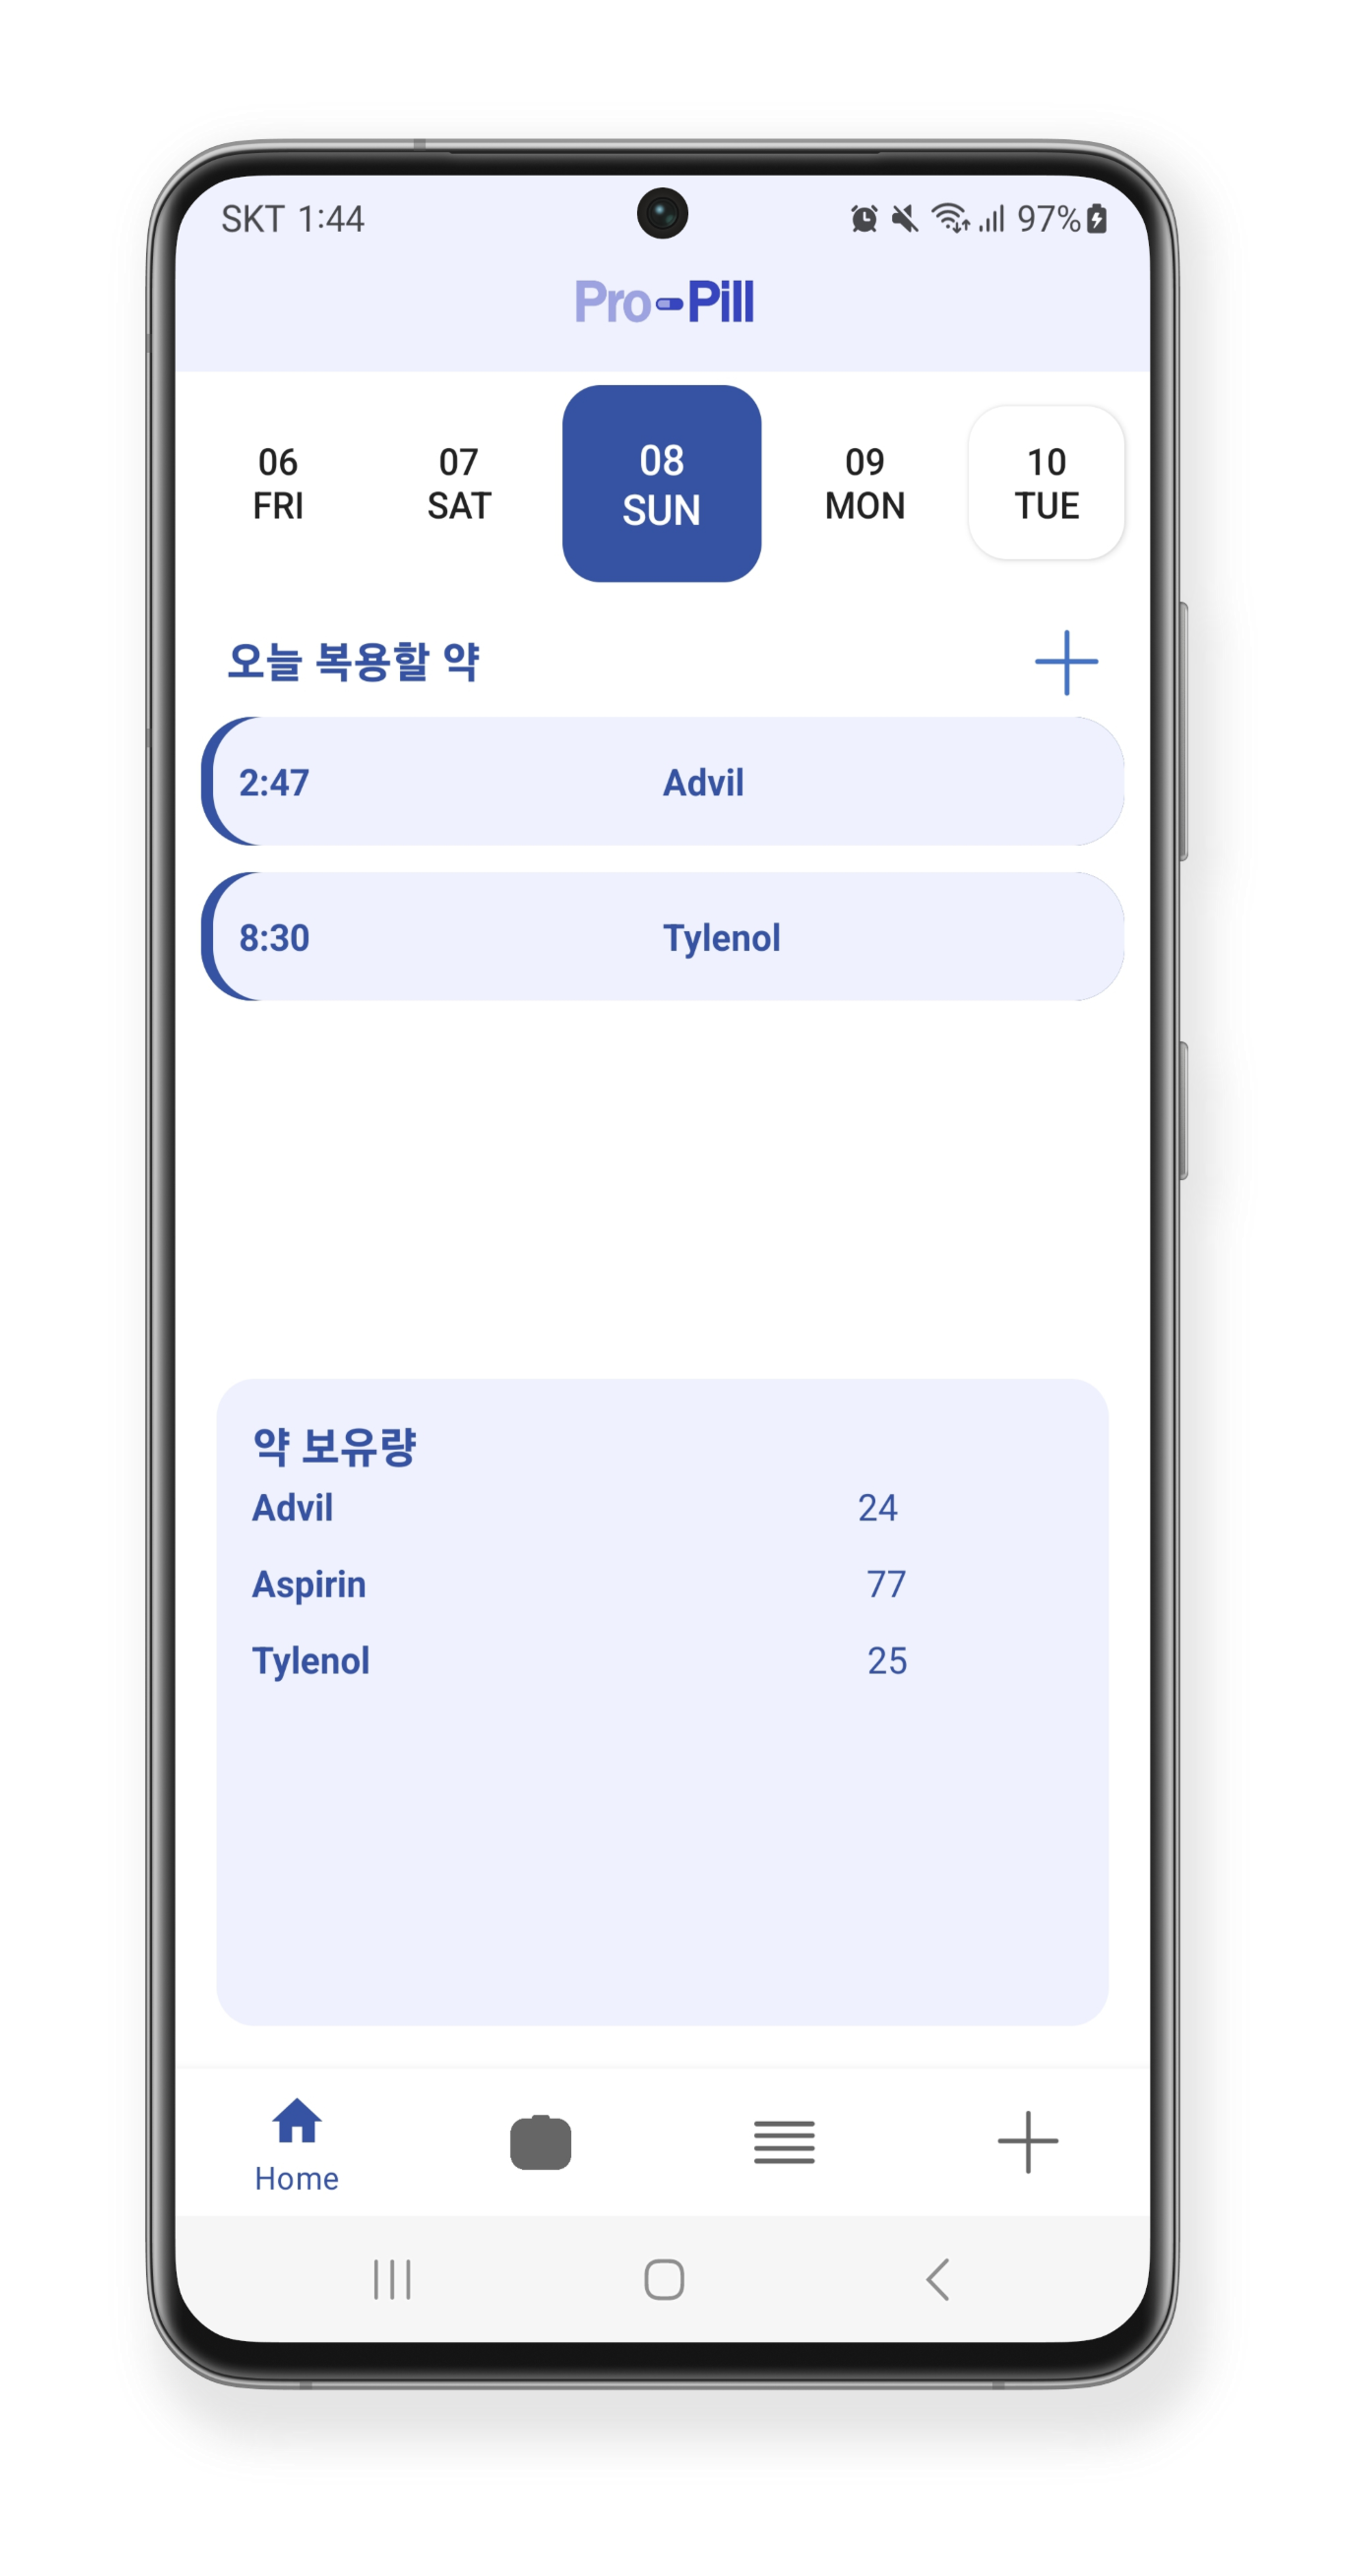 SKT 1:44 97%
Pro-Pill
06 07 08 09 10
FRI SAT SUN MON TUE
오늘 복용할 약
2:47 Advil
8:30 Tylenol
약 보유량
Advil 24
Aspirin 77
Tylenol 25
Home